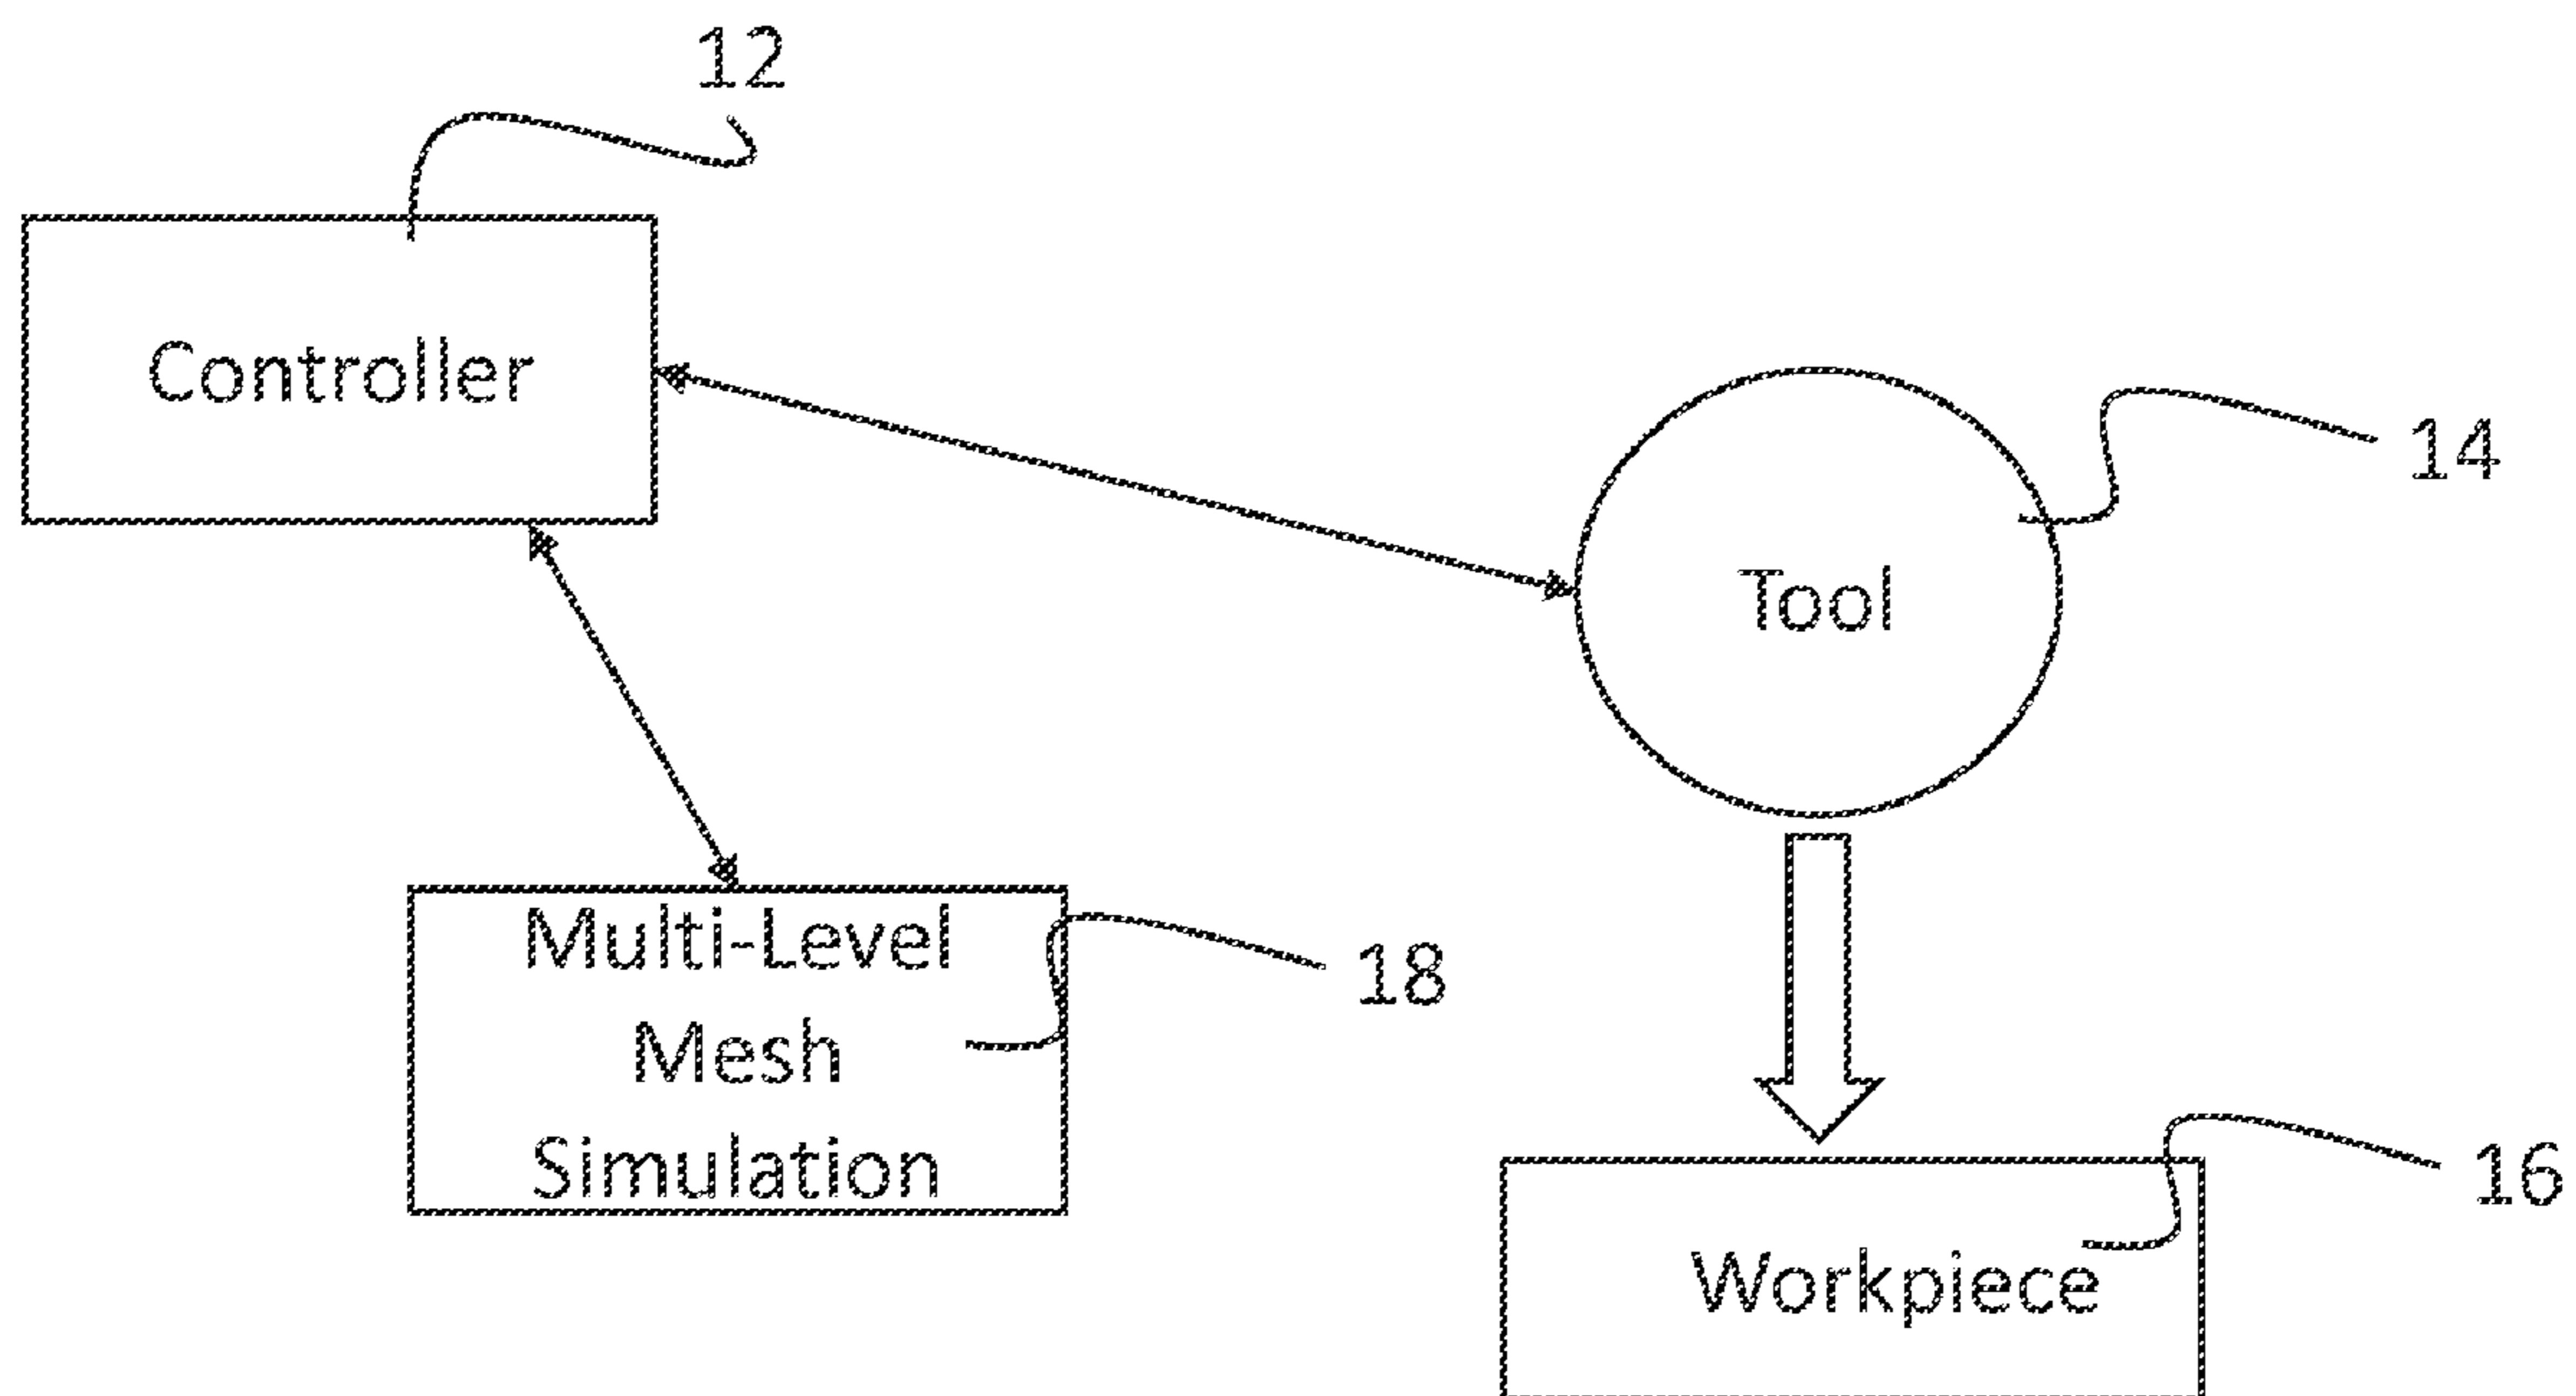 12
Controller
14
Tool
Multi-Level
Mesh
Simulation
18
16
Workpiece